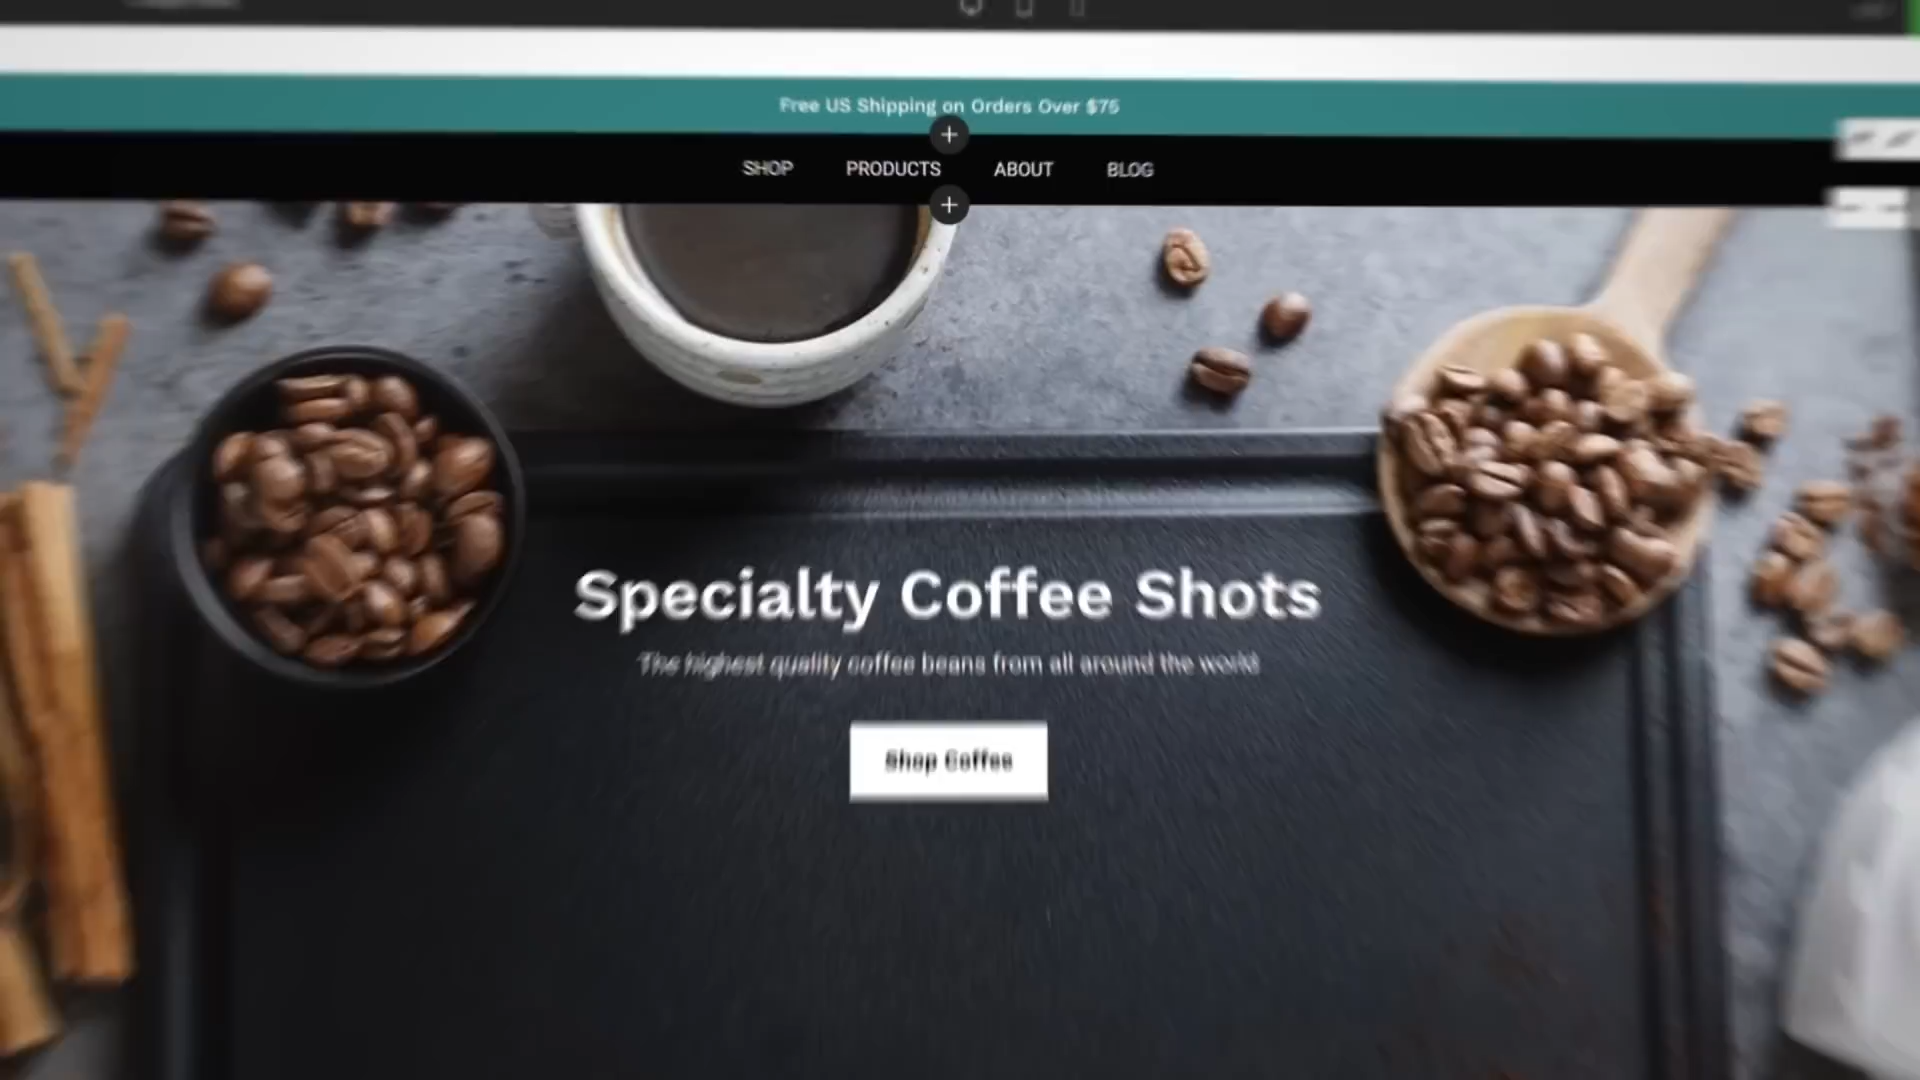 Free US Shipping on Orders Over $75
SHOP PRODUCTS ABOUT BLOG
Specialty Coffee Shots
The highest quality coffee beans from all around the world
Shop Coffee